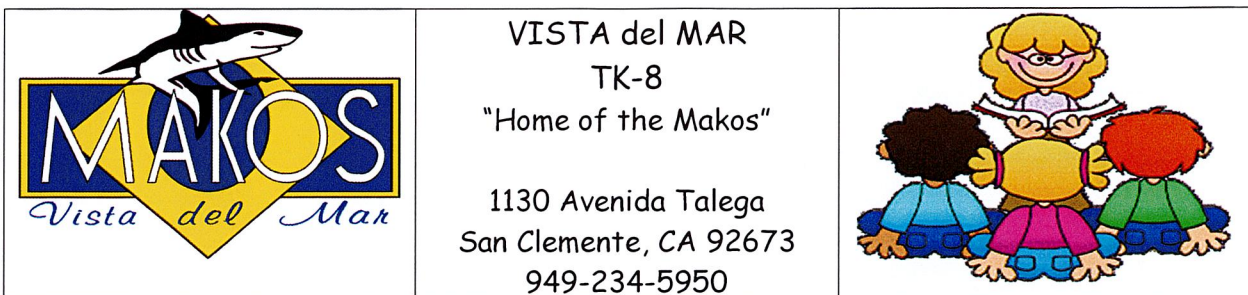 MAKOS
Vista del Mar
VISTA del MAR
TK-8
"Home of the Makos"
1130 Avenida Talega
San Clemente, CA 92673
949-234-5950